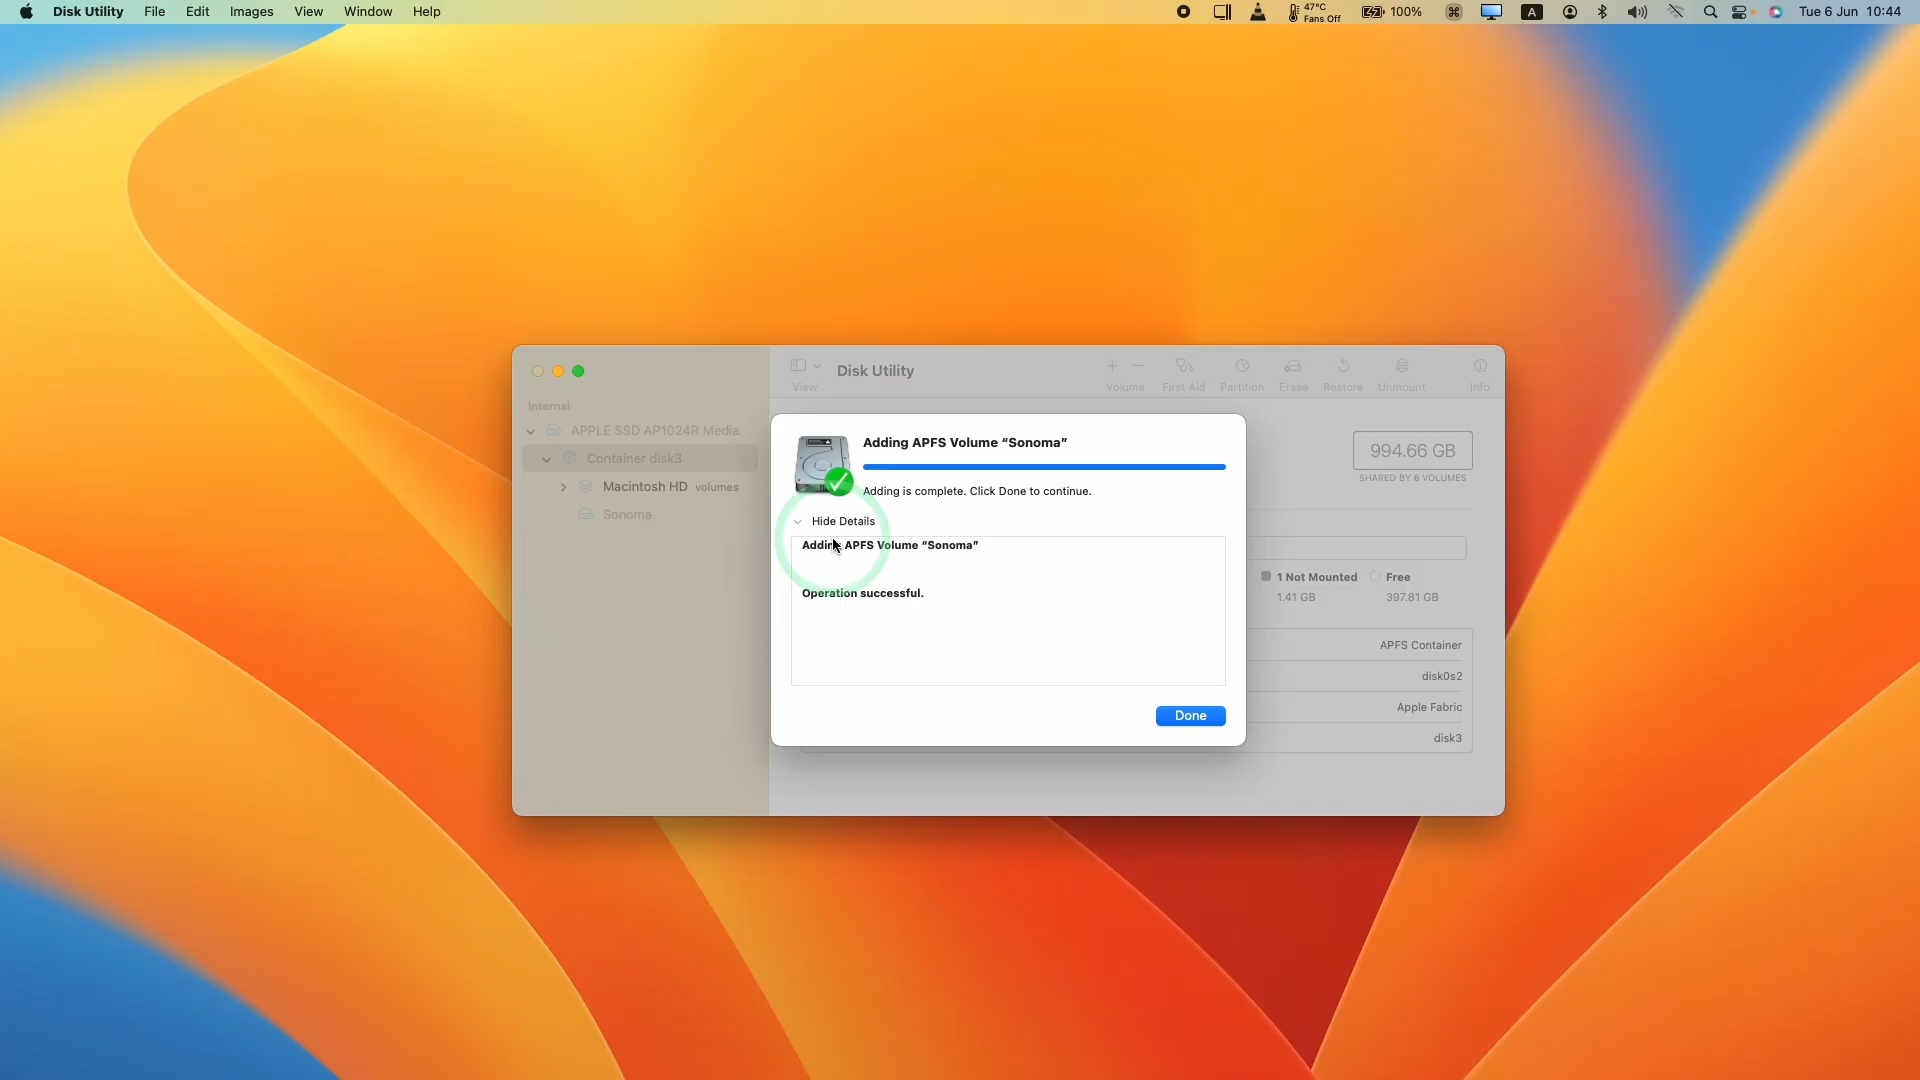 Disk Utility File Edit Images View Window Help
47°C
Fans Off
100%
A
Tue 6 Jun 10:44
Disk Utility
View
Volume First Aid Partition Erase Restore Unmount Info
Internal
APPLE SSD AP1024R Media
Container disk3
Macintosh HD volumes
Sonoma
Adding APFS Volume “Sonoma”
Adding is complete. Click Done to continue.
Hide Details
Adding APFS Volume “Sonoma”
Operation successful.
Done
994.66 GB
SHARED BY 6 VOLUMES
1 Not Mounted
1.41 GB
Free
397.81 GB
APFS Container
disk0s2
Apple Fabric
disk3